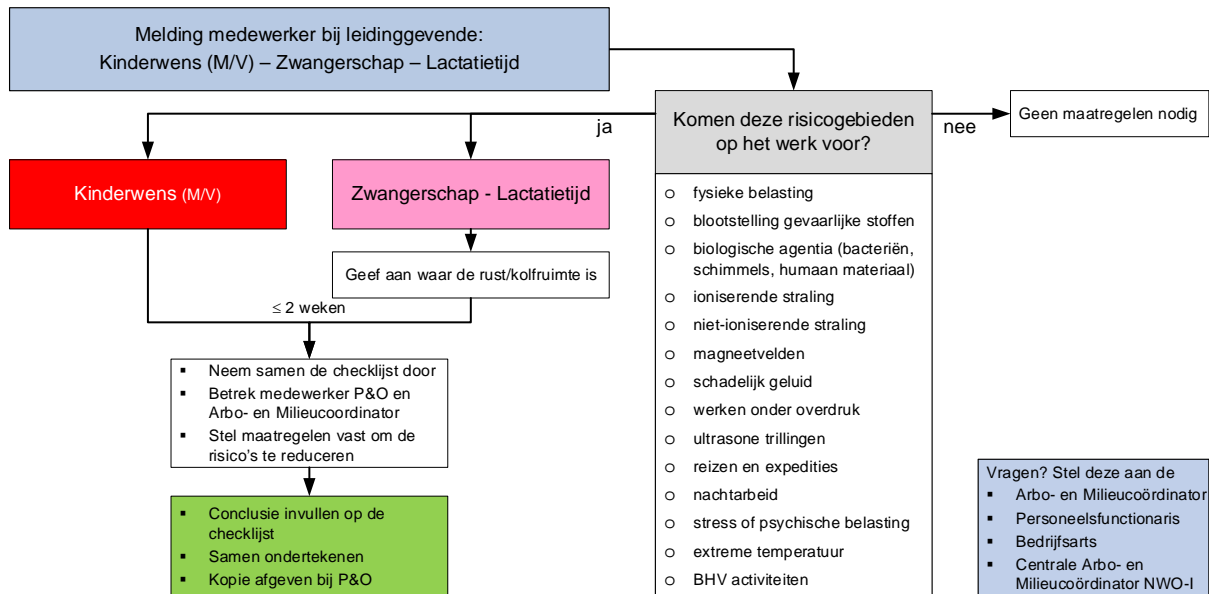 Melding medewerker bij leidinggevende:
Kinderwens (M/V) – Zwangerschap – Lactatietijd
Komen deze risicogebieden
op het werk voor?
ja
nee
Geen maatregelen nodig
Kinderwens (M/V)
Zwangerschap - Lactatietijd
Geef aan waar de rust/kolfruimte is
≤ 2 weken
▪ Neem samen de checklijst door
▪ Betrek medewerker P&O en
Arbo- en Milieucoordinator
▪ Stel maatregelen vast om de
risico's te reduceren
▪ Conclusie invullen op de
checklijst
▪ Samen ondertekenen
▪ Kopie afgeven bij P&O
o fysieke belasting
o blootstelling gevaarlijke stoffen
o biologische agentia (bacteriën,
schimmels, humaan materiaal)
o ioniserende straling
o niet-ioniserende straling
o magneetvelden
o schadelijk geluid
o werken onder overdruk
o ultrasone trillingen
o reizen en expedities
o nachtarbeid
o stress of psychische belasting
o extreme temperatuur
o BHV activiteiten
Vragen? Stel deze aan de
▪ Arbo- en Milieucoördinator
▪ Personeelsfunctionaris
▪ Bedrijfsarts
▪ Centrale Arbo- en
Milieucoördinator NWO-I